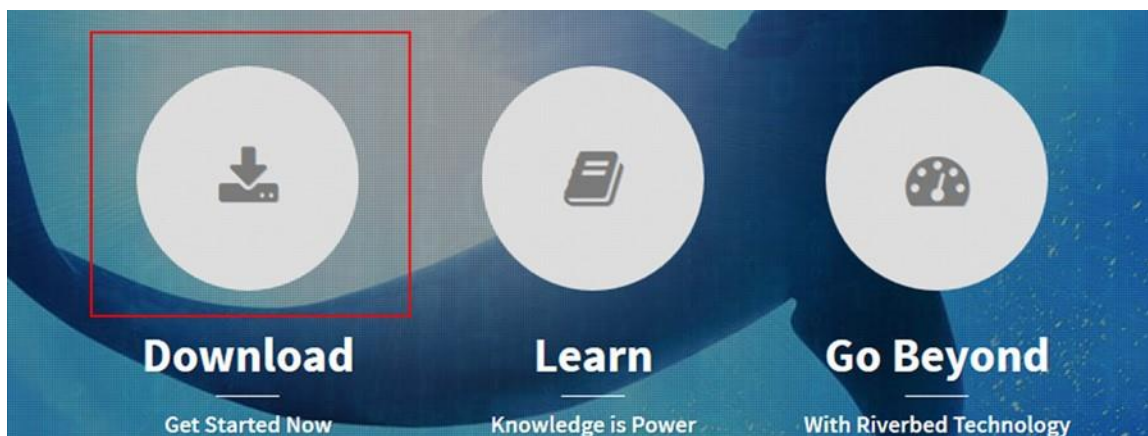 Download Learn Go Beyond
Get Started Now Knowledge is Power With Riverbed Technology